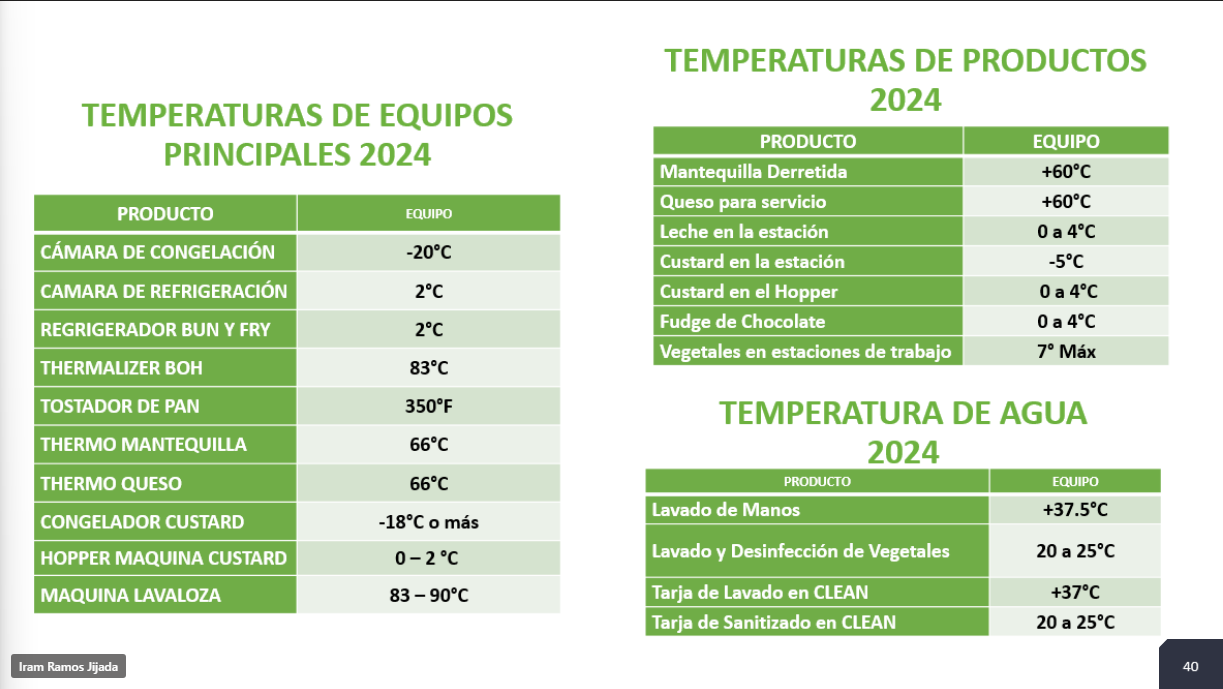 TEMPERATURAS DE EQUIPOS
PRINCIPALES 2024
PRODUCTO EQUIPO
CÁMARA DE CONGELACIÓN -20°C
CAMARA DE REFRIGERACIÓN 2°C
REGRIGERADOR BUN Y FRY 2°C
THERMALIZER BOH 83°C
TOSTADOR DE PAN 350°F
THERMO MANTEQUILLA 66°C
THERMO QUESO 66°C
CONGELADOR CUSTARD -18°C o más
HOPPER MAQUINA CUSTARD 0 – 2 °C
MAQUINA LAVALOZA 83 – 90°C
TEMPERATURAS DE PRODUCTOS
2024
PRODUCTO EQUIPO
Mantequilla Derretida +60°C
Queso para servicio +60°C
Leche en la estación 0 a 4°C
Custard en la estación -5°C
Custard en el Hopper 0 a 4°C
Fudge de Chocolate 0 a 4°C
Vegetales en estaciones de trabajo 7° Máx
TEMPERATURA DE AGUA
2024
PRODUCTO EQUIPO
Lavado de Manos +37.5°C
Lavado y Desinfección de Vegetales 20 a 25°C
Tarja de Lavado en CLEAN +37°C
Tarja de Sanitizado en CLEAN 20 a 25°C
Iram Ramos Jijada
40